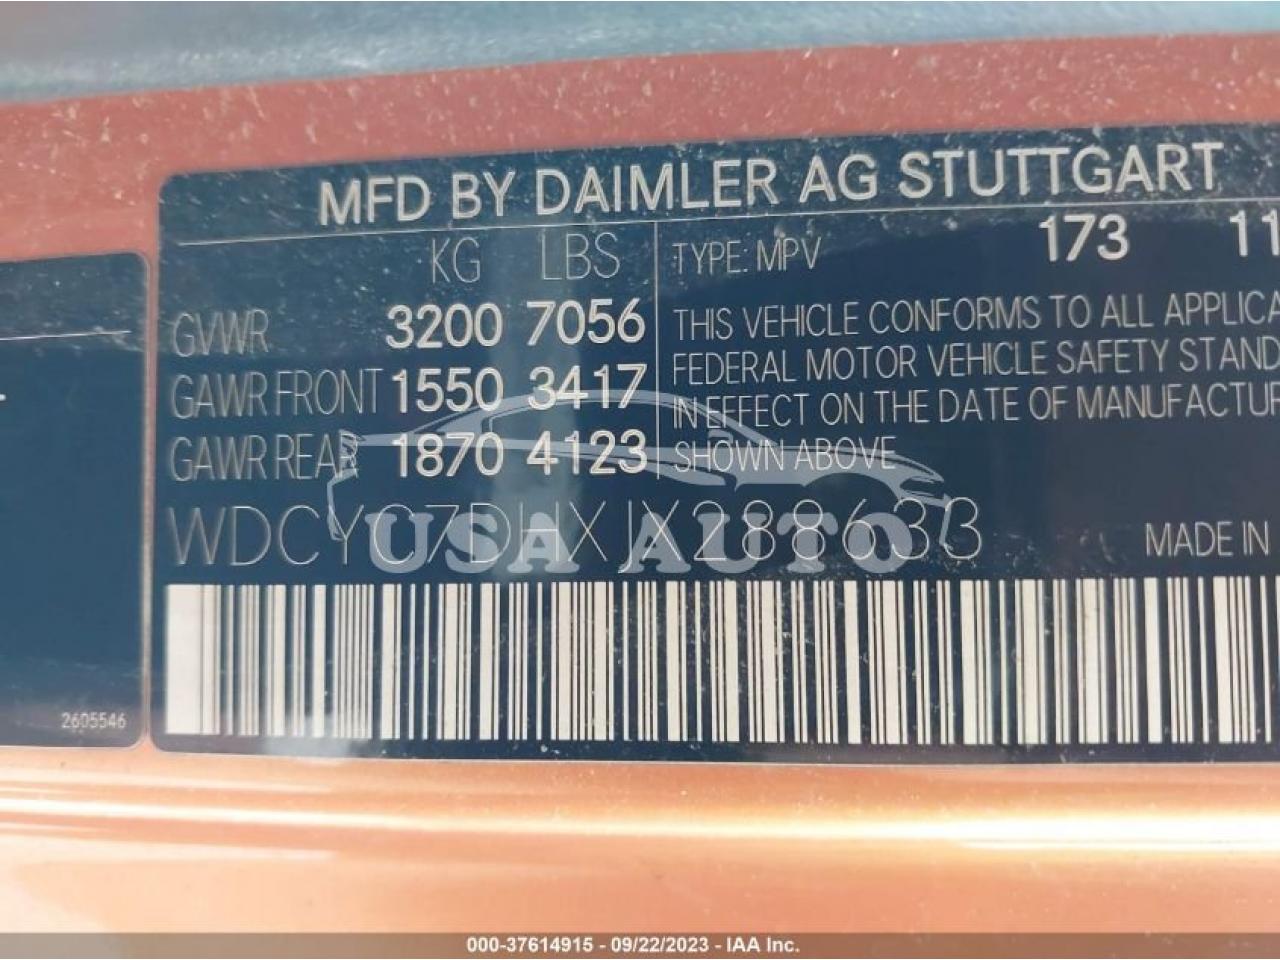 MFD BY DAIMLER AG STUTTGART
KG LBS
GVWR 3200 7056
GAWR FRONT 1550 3417
GAWR REAR 1870 4123
TYPE: MPV 173 11
THIS VEHICLE CONFORMS TO ALL APPLICA
FEDERAL MOTOR VEHICLE SAFETY STAND
IN EFFECT ON THE DATE OF MANUFACTUR
SHOWN ABOVE
WDCYC7DHXJX288633
MADE IN
USA AUTO
2605546
000-37614915 - 09/22/2023 - IAA Inc.